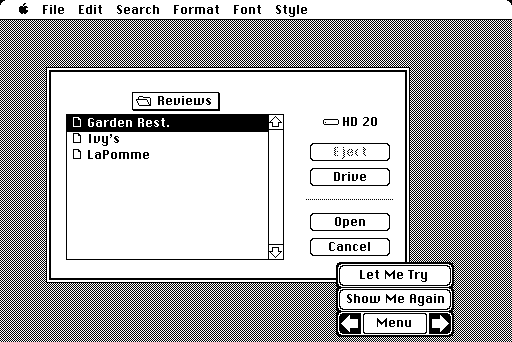 File Edit Search Format Font Style
Reviews
Garden Rest.
Ivy's
LaPomme
HD 20
Eject
Drive
Open
Cancel
Let Me Try
Show Me Again
Menu